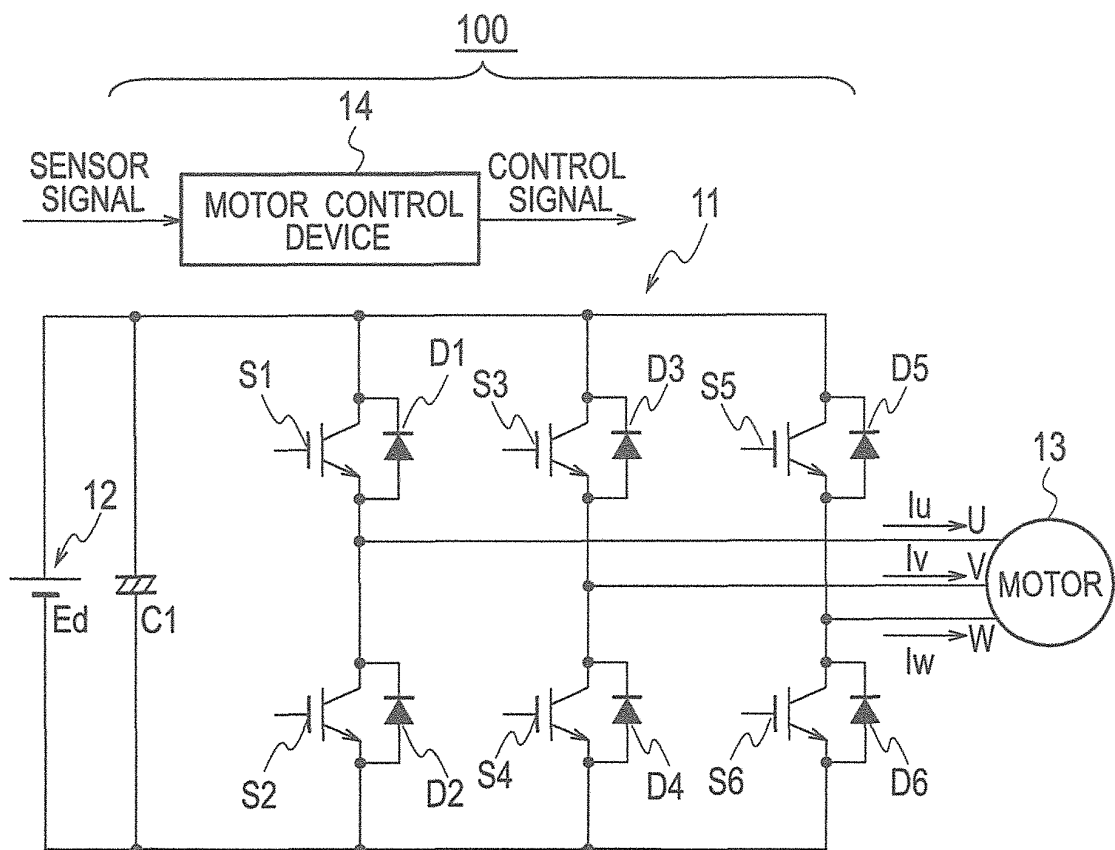 100
14
SENSOR
SIGNAL
MOTOR CONTROL
DEVICE
CONTROL
SIGNAL
11
S1
D1
S3
D3
S5
D5
13
12
Iu
U
Iv
V
MOTOR
Ed
C1
W
Iw
S2
D2
S4
D4
S6
D6